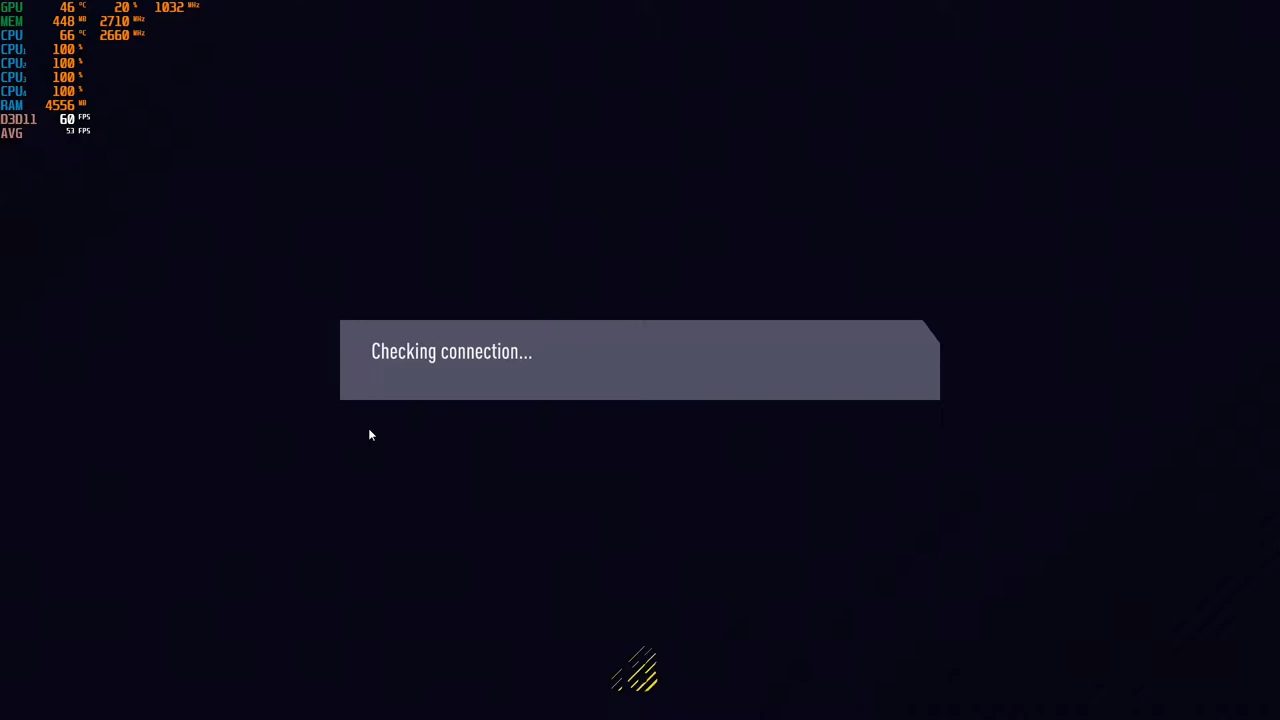 GPU 46 °C 20 % 1032 MHz
MEM 448 MB 2710 MHz
CPU 66 °C 2660 MHz
CPU1 100 %
CPU2 100 %
CPU3 100 %
CPU4 100 %
RAM 4556 MB
D3D11 60 FPS
AVG 53 FPS
Checking connection...